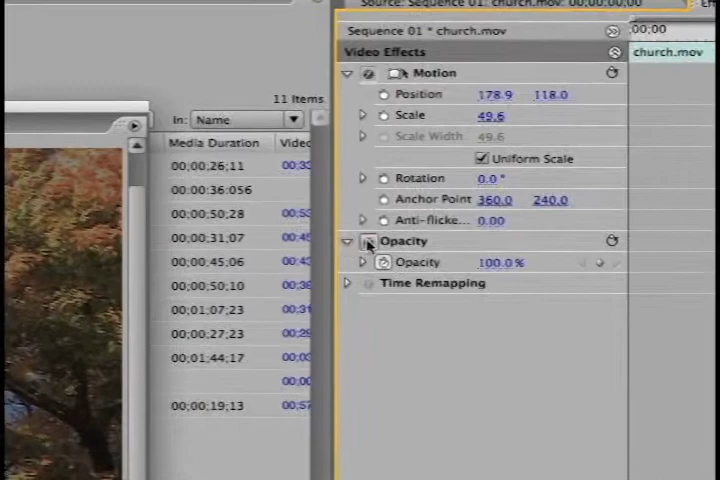 Source: Sequence 01: church.mov: 00;00;00;00
Sequence 01 * church.mov
;00;00
Video Effects
church.mov
Motion
11 Items
Position 178.9 118.0
In: Name
Scale 49.6
Media Duration Video
Scale Width 49.6
00;00;26;11
Uniform Scale
00:00:36:056
Rotation 0.0 °
00;00;50;28
Anchor Point 360.0 240.0
Anti-flicke... 0.00
00;00;31;07
Opacity
00;00;45;06
Opacity 100.0 %
00;00;50;10
Time Remapping
00;01;07;23
00;00;27;23
00;01;44;17
00;00
00;00;19;13